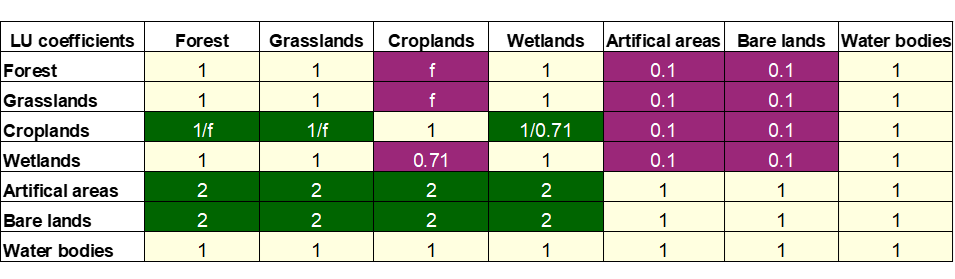 LU coefficients Forest Grasslands Croplands Wetlands Artifical areas Bare lands Water bodies
Forest 1 1 f 1 0.1 0.1 1
Grasslands 1 1 f 1 0.1 0.1 1
Croplands 1/f 1/f 1 1/0.71 0.1 0.1 1
Wetlands 1 1 0.71 1 0.1 0.1 1
Artifical areas 2 2 2 2 1 1 1
Bare lands 2 2 2 2 1 1 1
Water bodies 1 1 1 1 1 1 1